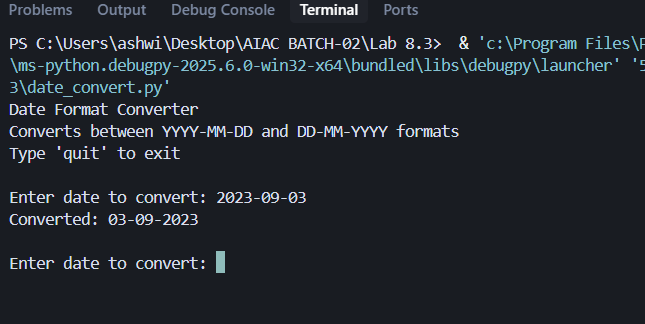 Problems Output Debug Console Terminal Ports
PS C:\Users\ashwi\Desktop\AIAC BATCH-02\Lab 8.3> & 'c:\Program Files\
\ms-python.debugpy-2025.6.0-win32-x64\bundled\libs\debugpy\launcher' '5
3\date_convert.py'
Date Format Converter
Converts between YYYY-MM-DD and DD-MM-YYYY formats
Type 'quit' to exit
Enter date to convert: 2023-09-03
Converted: 03-09-2023
Enter date to convert: